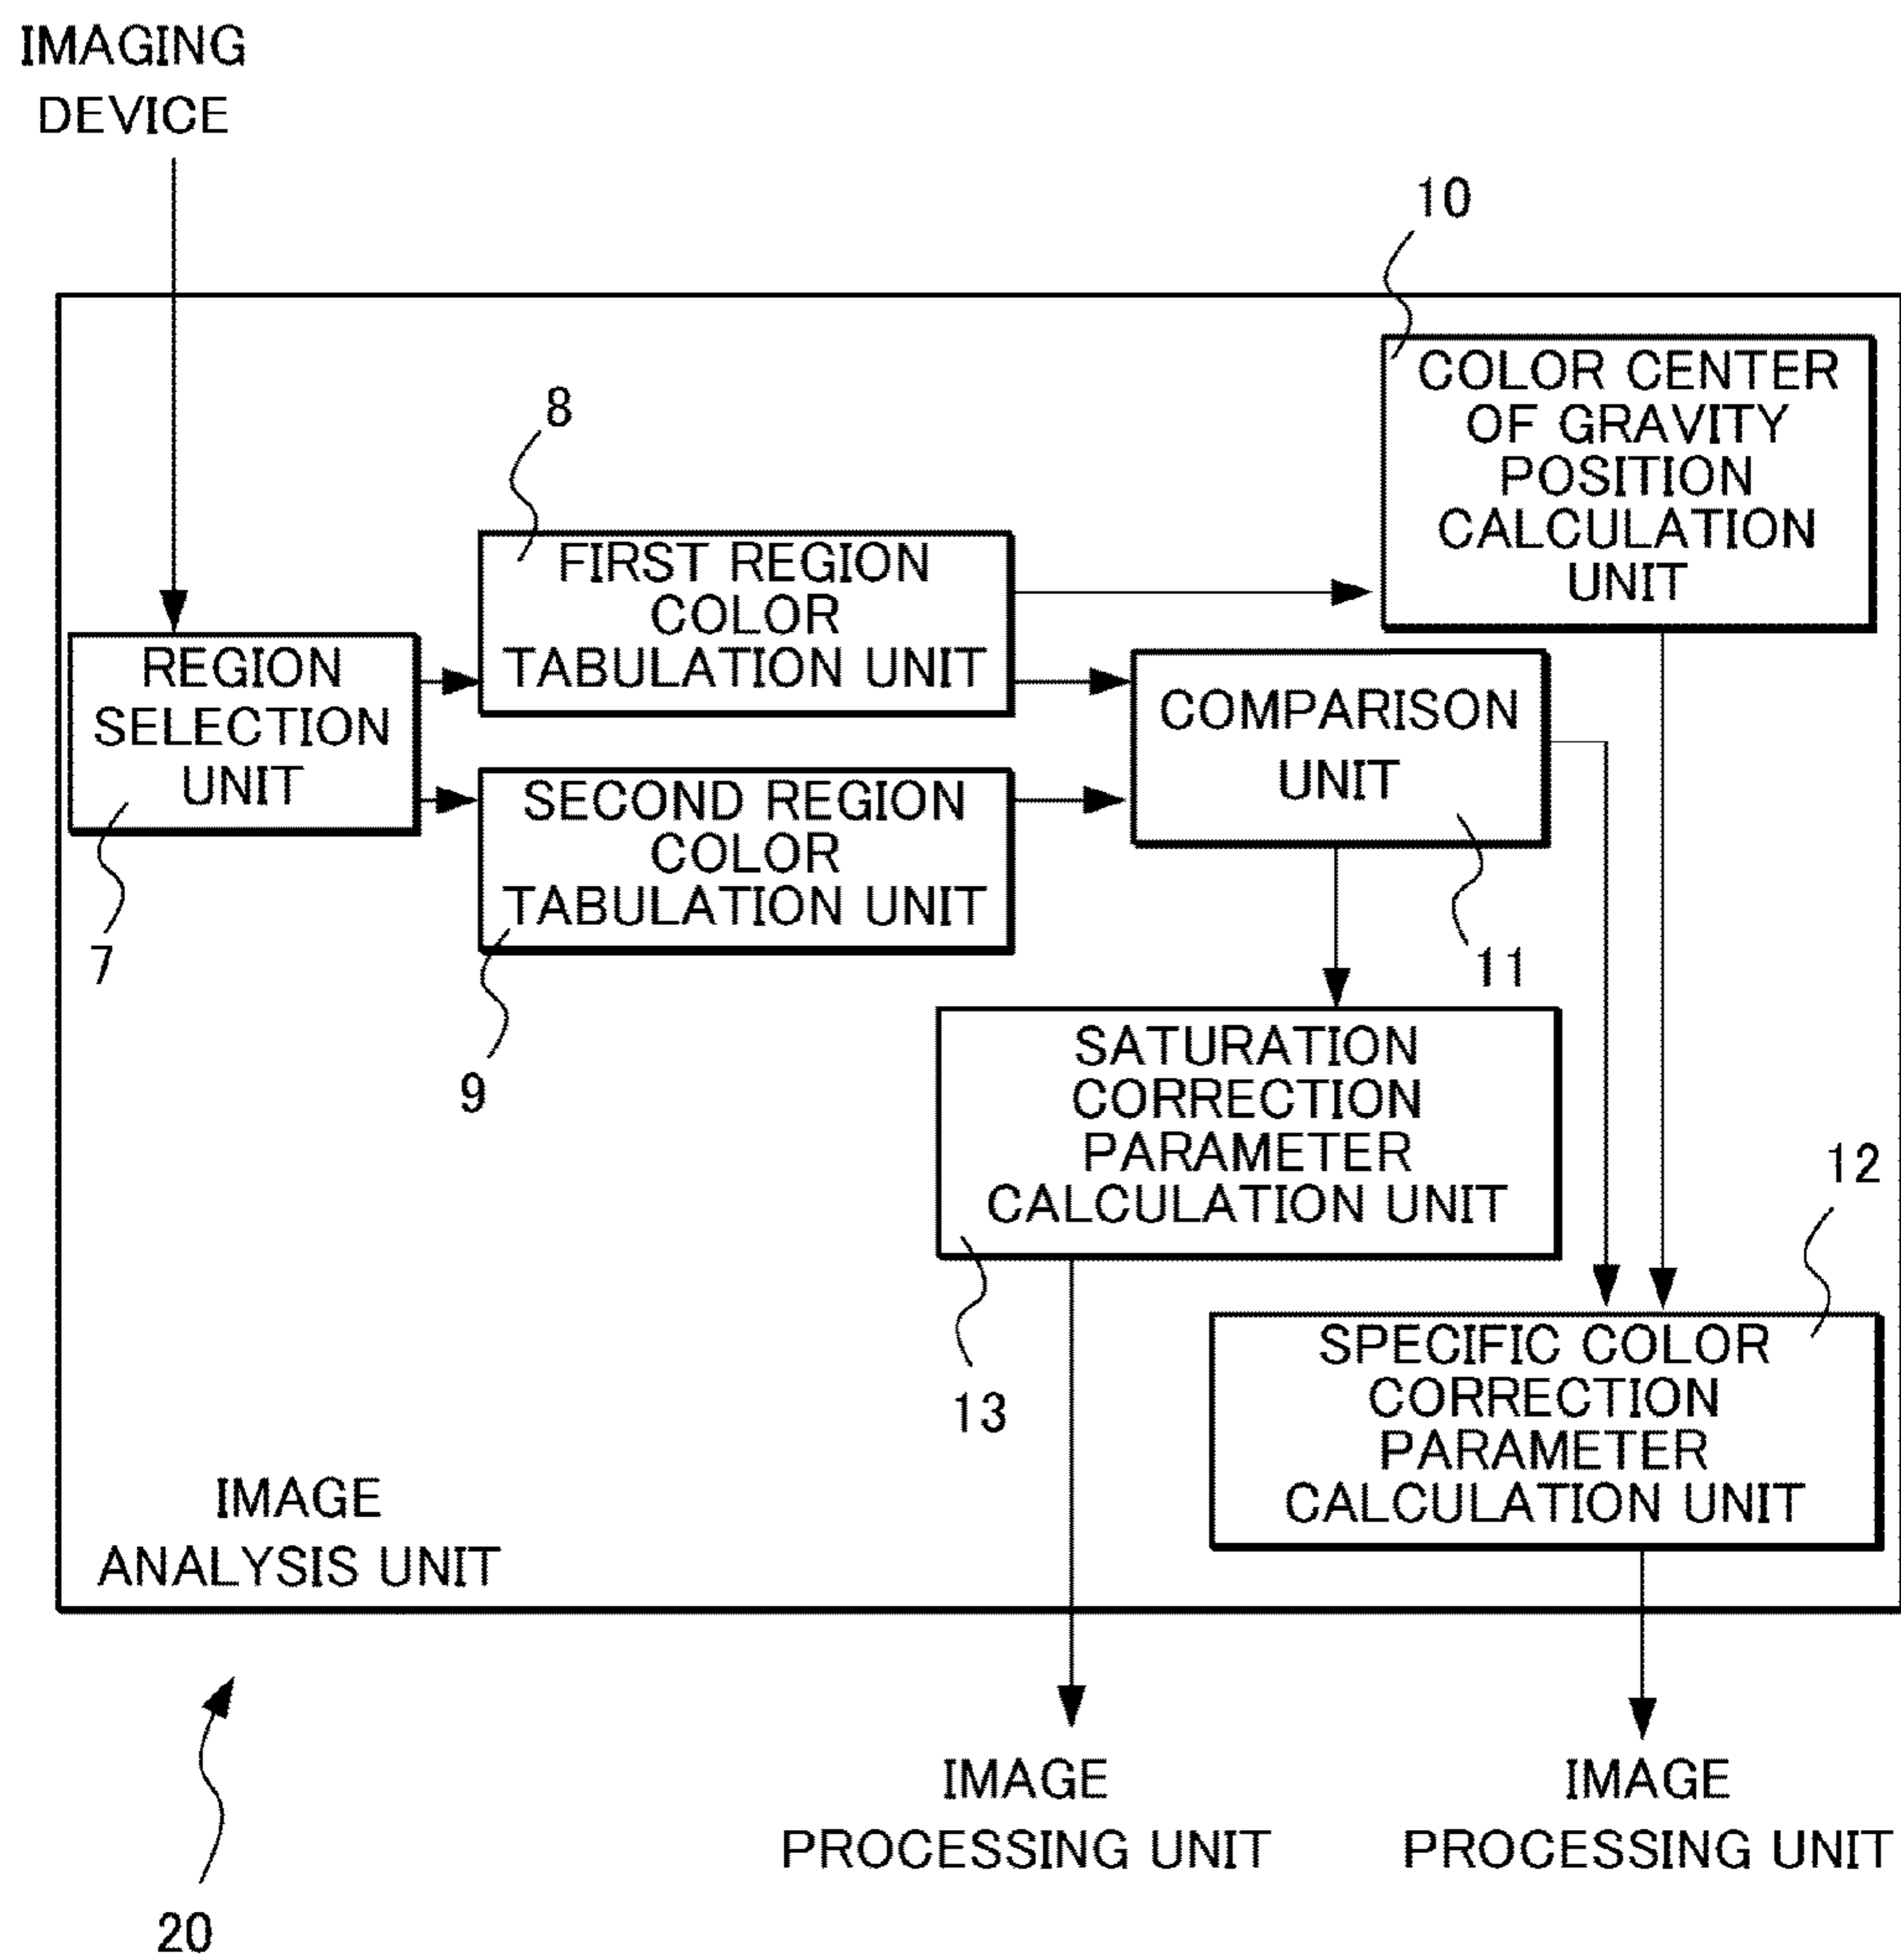 IMAGING
DEVICE
10
COLOR CENTER
OF GRAVITY
POSITION
CALCULATION
UNIT
8
FIRST REGION
COLOR
TABULATION UNIT
REGION
SELECTION
UNIT
7
COMPARISON
UNIT
11
SECOND REGION
COLOR
TABULATION UNIT
9
SATURATION
CORRECTION
PARAMETER
CALCULATION UNIT
13
12
SPECIFIC COLOR
CORRECTION
PARAMETER
CALCULATION UNIT
IMAGE
ANALYSIS UNIT
IMAGE
PROCESSING UNIT
IMAGE
PROCESSING UNIT
20